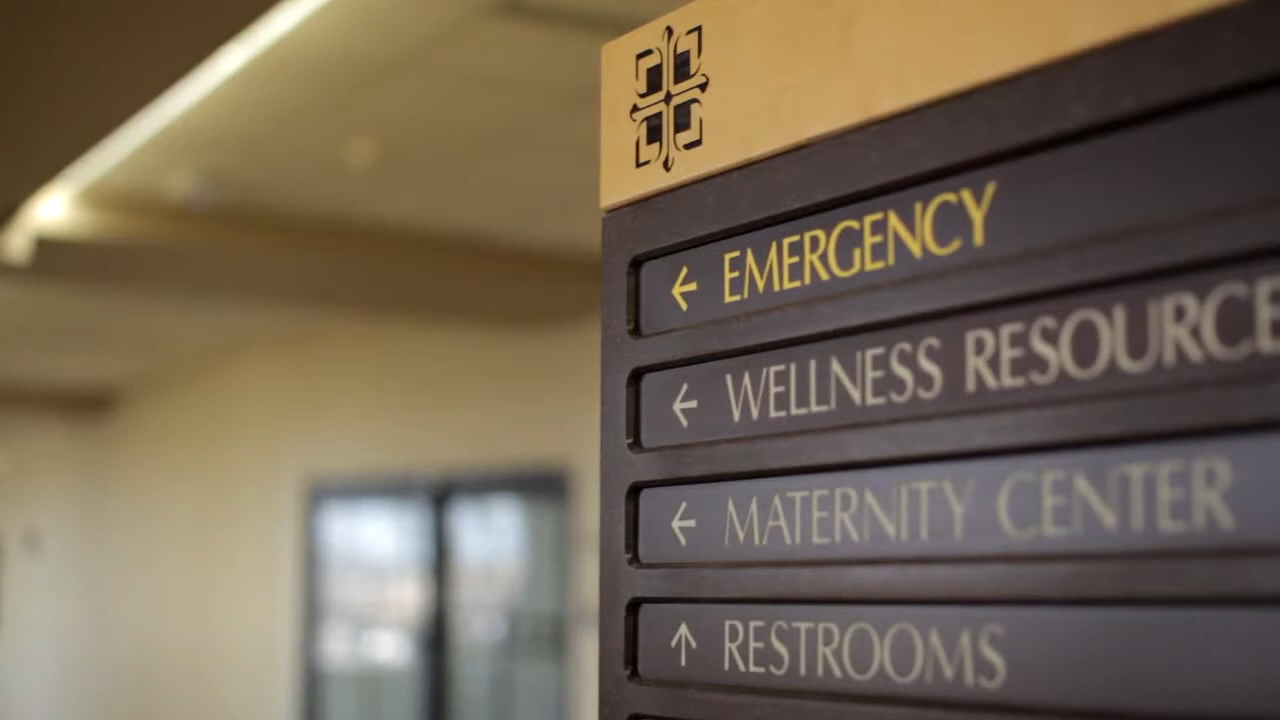 ← EMERGENCY
← WELLNESS RESOURCE
← MATERNITY CENTER
↑ RESTROOMS